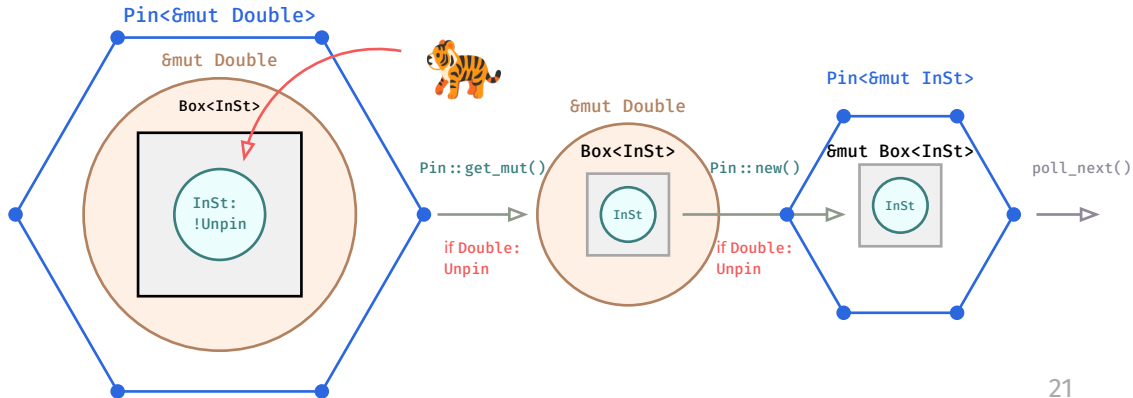 Pin<&mut Double>
&mut Double
Box<InSt>
InSt:
!Unpin
Pin::get_mut()
if Double:
Unpin
&mut Double
Box<InSt>
InSt
Pin::new()
if Double:
Unpin
Pin<&mut InSt>
&mut Box<InSt>
InSt
poll_next()
21